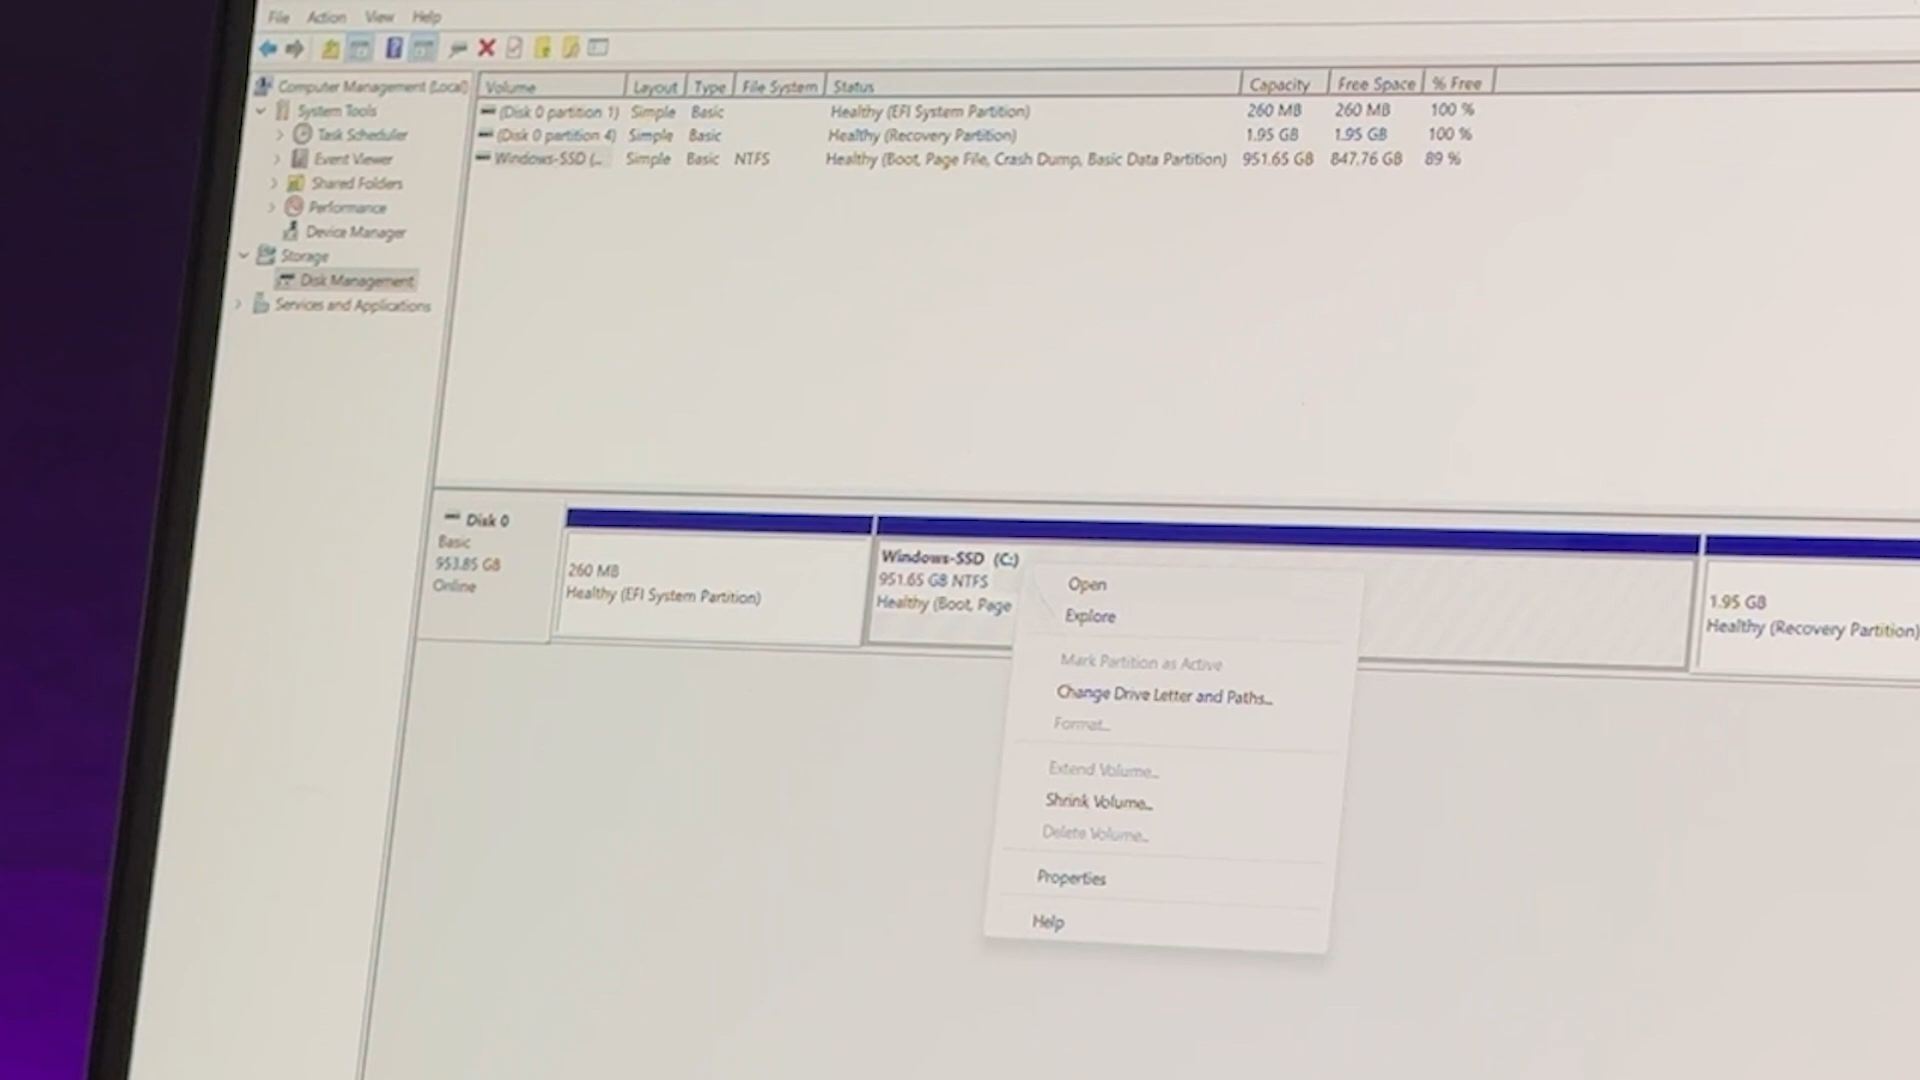 File Action View Help
Computer Management (Local)
System Tools
Task Scheduler
Event Viewer
Shared Folders
Performance
Device Manager
Storage
Disk Management
Services and Applications
Volume Layout Type File System Status Capacity Free Space % Free
(Disk 0 partition 1) Simple Basic Healthy (EFI System Partition) 260 MB 260 MB 100 %
(Disk 0 partition 4) Simple Basic Healthy (Recovery Partition) 1.95 GB 1.95 GB 100 %
Windows-SSD (... Simple Basic NTFS Healthy (Boot, Page File, Crash Dump, Basic Data Partition) 951.65 GB 847.76 GB 89 %
Disk 0
Basic
953.85 GB
Online
260 MB
Healthy (EFI System Partition)
Windows-SSD (C:)
951.65 GB NTFS
Healthy (Boot, Page
1.95 GB
Healthy (Recovery Partition)
Open
Explore
Mark Partition as Active
Change Drive Letter and Paths...
Format...
Extend Volume...
Shrink Volume...
Delete Volume...
Properties
Help